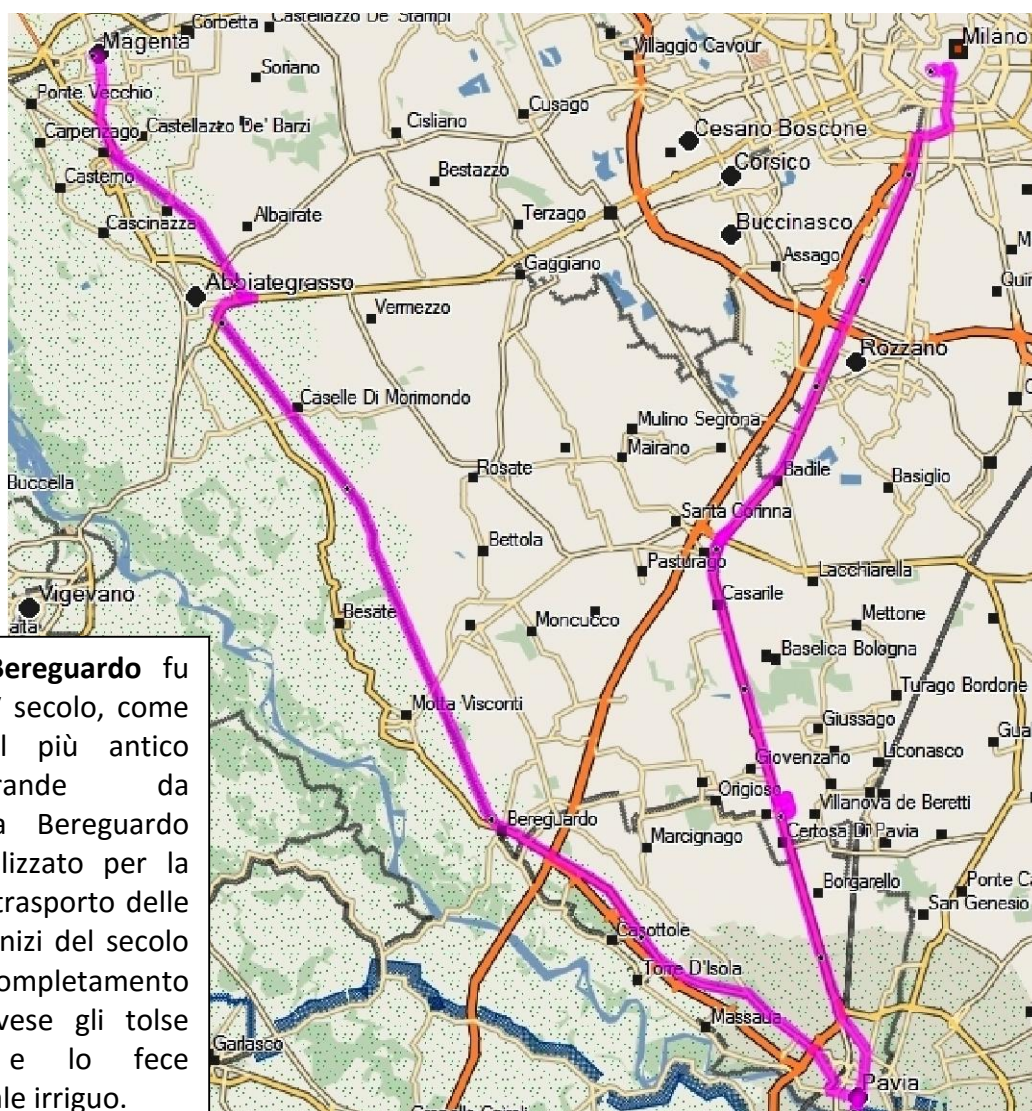 Magenta
Corbetta
Castellazzo De' Stampi
Villaggio Cavour
Milano
Soriano
Ponte Vecchio
Cusago
Carpenzago
Castellazzo De' Barzi
Cisliano
Cesano Boscone
Corsico
Casterno
Bestazzo
Cascinazza
Albairate
Terzago
Buccinasco
Assago
Gaggiano
Quin
Abbiategrasso
Vermezzo
Rozzano
Caselle Di Morimondo
Mulino Segrona
Mairano
Buccella
Rosate
Badile
Basiglio
Santa Corinna
Bettola
Pasturago
Lacchiarella
Vigevano
Casarile
Besate
Moncucco
Mettone
Baselica Bologna
Turago Bordone
Motta Visconti
Giussago
Gua
Giovenzano
Liconasco
Origioso
Villanova de Beretti
Bereguardo
Marcignago
Certosa Di Pavia
Borgarello
Ponte Ca
San Genesio
Casottole
Torre D'Isola
Massaua
Garlasco
Pavia
Bereguardo fu
secolo, come
l più antico
rande da
a Bereguardo
lizzato per la
trasporto delle
nizi del secolo
ompletamento
vese gli tolse
e lo fece
ale irriguo.